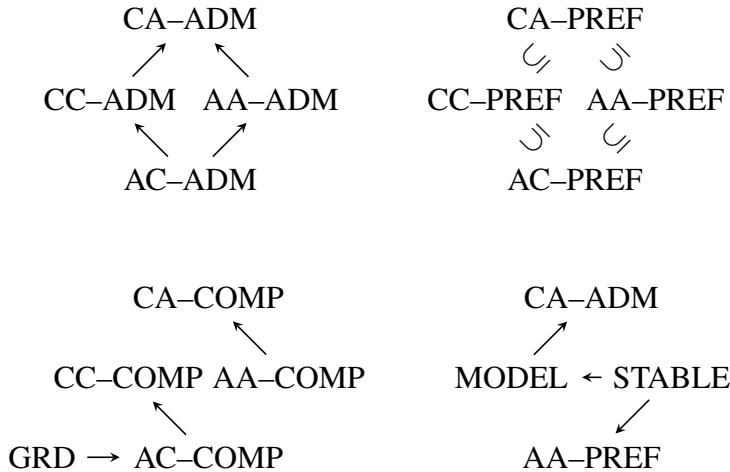 CA–ADM CA–PREF
⊆ ⊆
CC–ADM AA–ADM CC–PREF AA–PREF
⊆ ⊆
AC–ADM AC–PREF
CA–COMP CA–ADM
CC–COMP AA–COMP MODEL STABLE
GRD AC–COMP AA–PREF